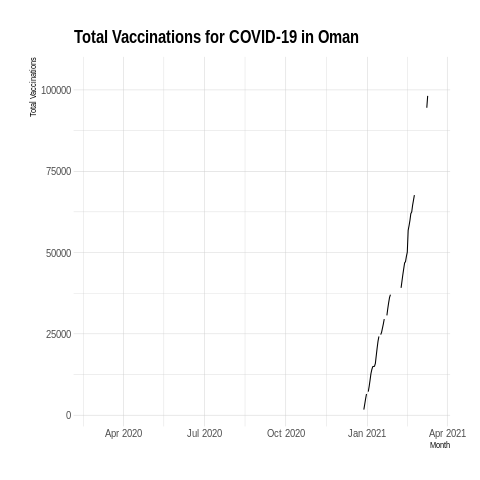 Total Vaccinations for COVID-19 in Oman
Total Vaccinations
100000
75000
50000
25000
0
Apr 2020 Jul 2020 Oct 2020 Jan 2021 Apr 2021
Month